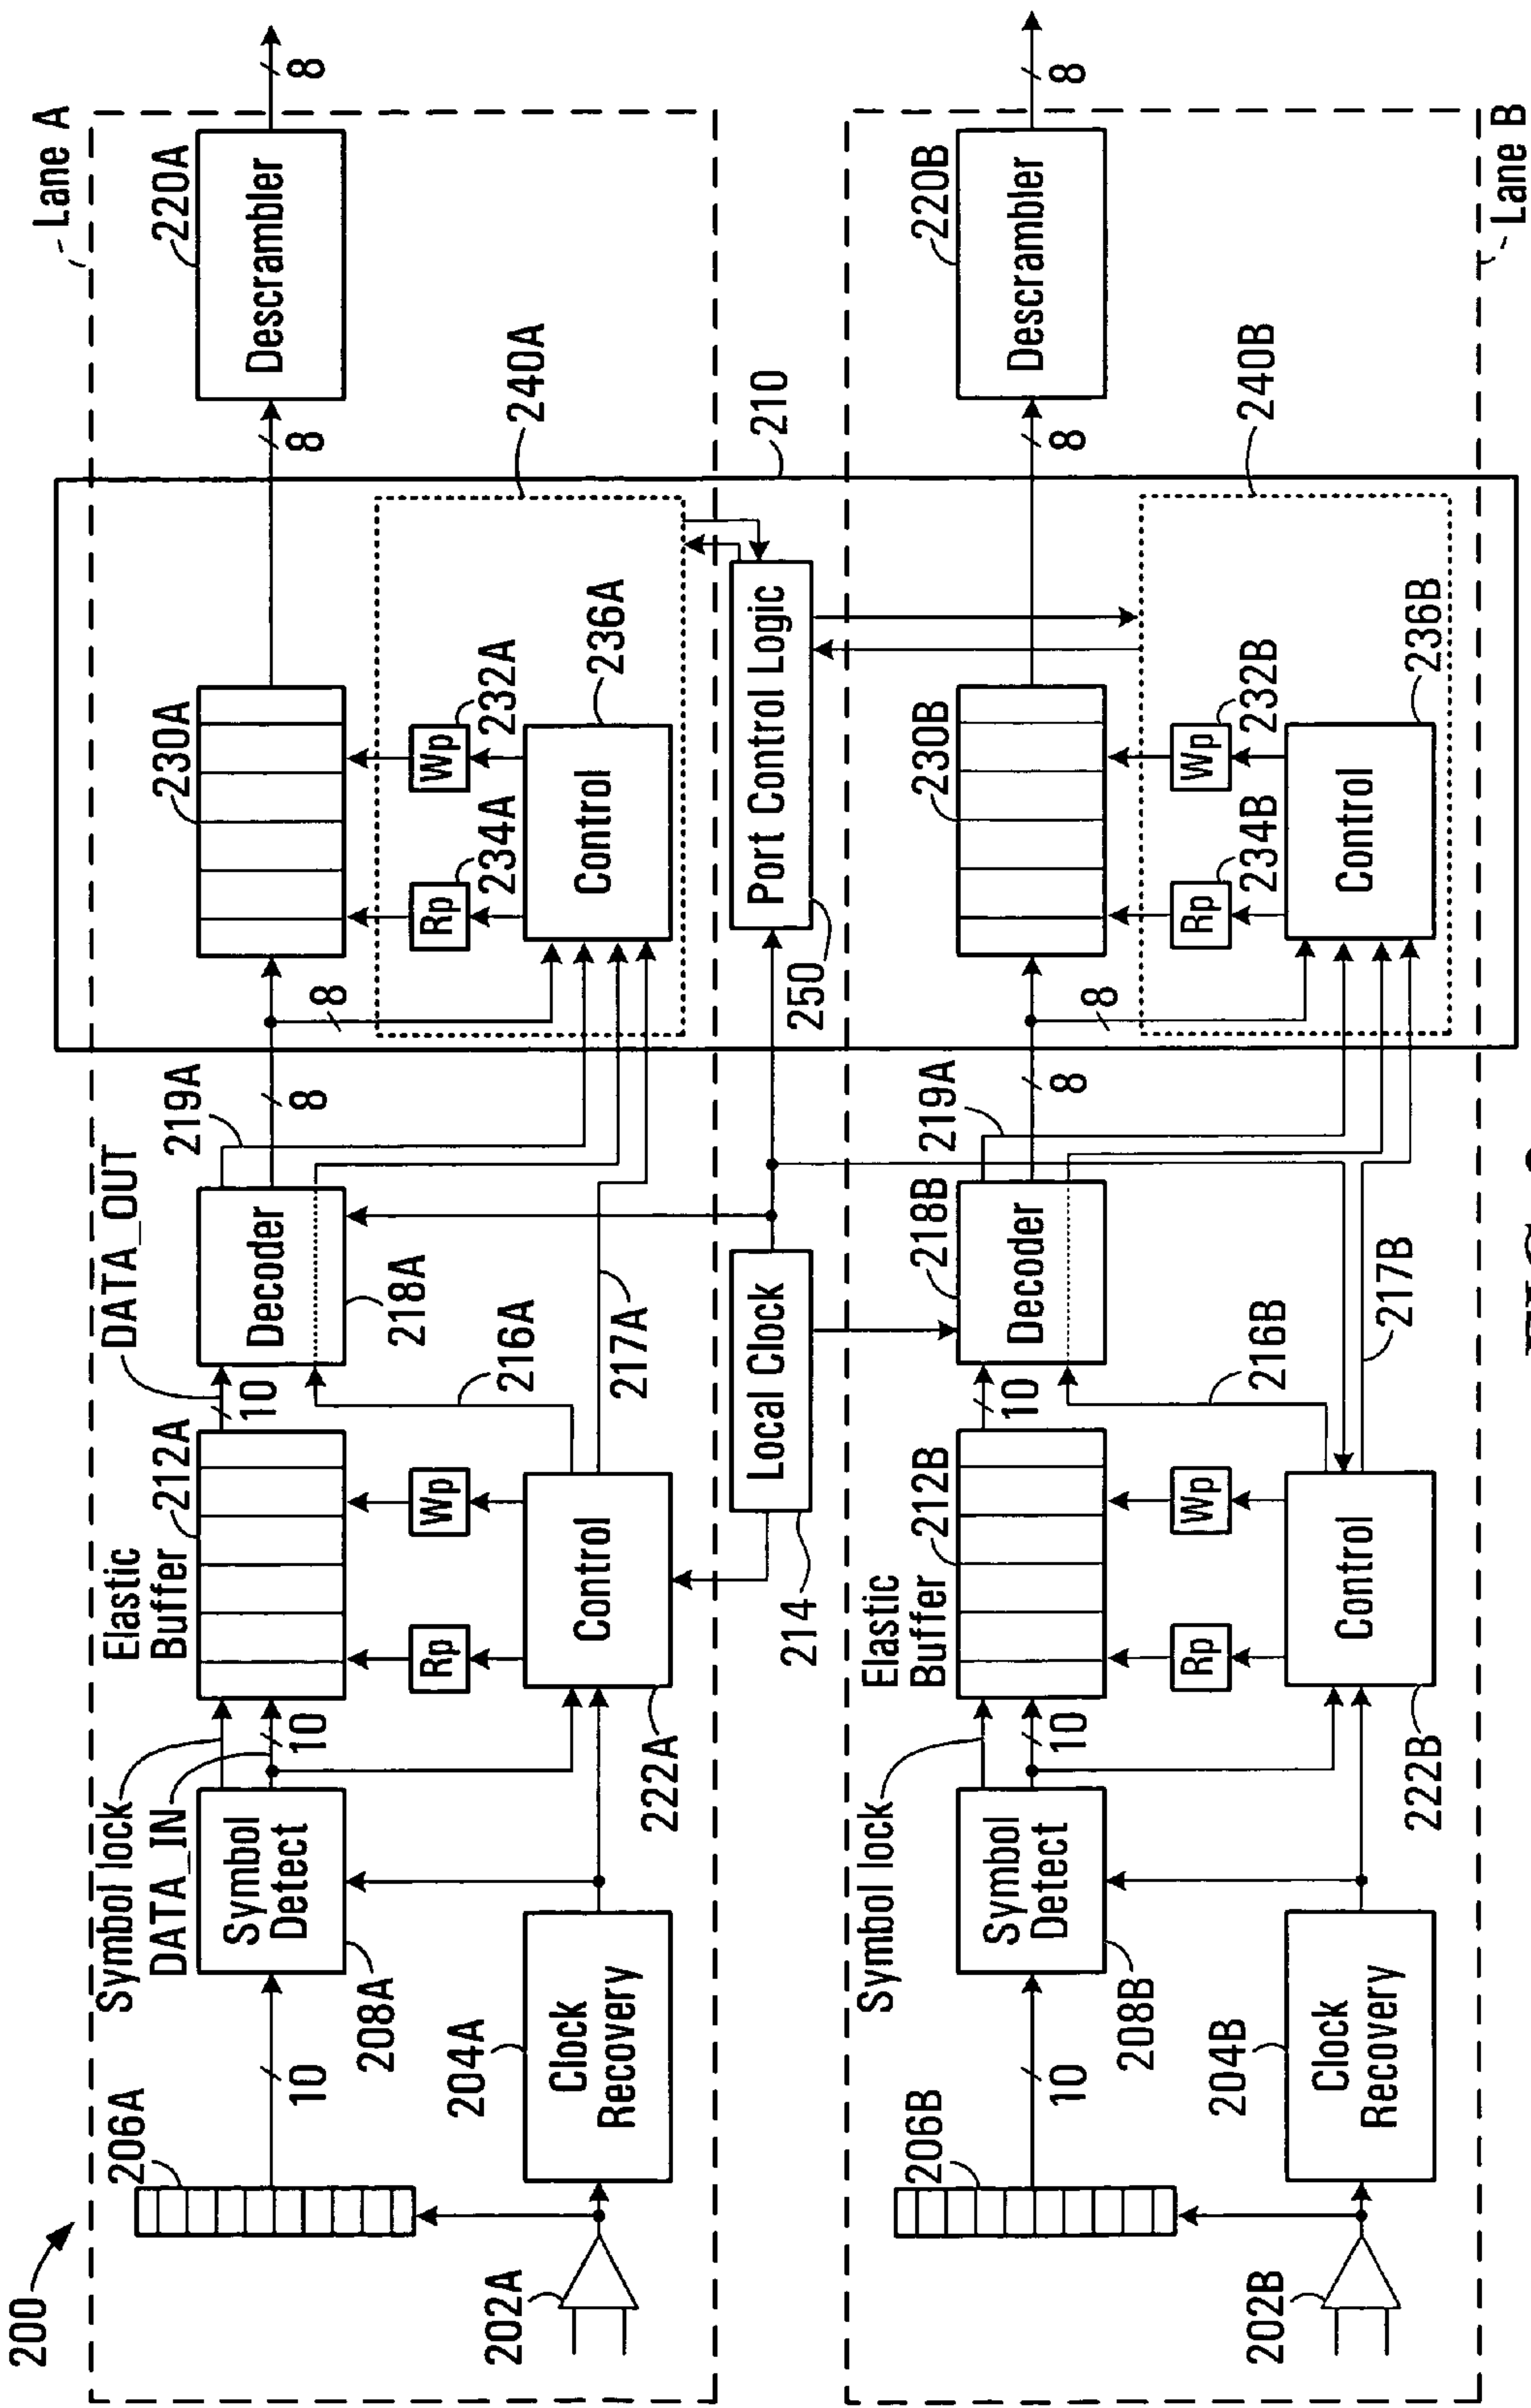 200
Lane A
202A
206A
204A
Clock
Recovery
10
208A
Symbol
Detect
Symbol lock
DATA_IN
10
222A
Elastic
Buffer
212A
Rp
Wp
Control
DATA_OUT
10
216A
217A
218A
Decoder
219A
8
8
230A
234A
Rp
232A
Wp
Control
236A
240A
8
Descrambler
220A
8
214
Local Clock
250
Port Control Logic
210
202B
206B
204B
Clock
Recovery
10
208B
Symbol
Detect
Symbol lock
10
222B
Elastic
Buffer
212B
Rp
Wp
Control
10
216B
217B
218B
Decoder
219A
8
8
230B
234B
Rp
232B
Wp
Control
236B
240B
8
Descrambler
220B
8
Lane B